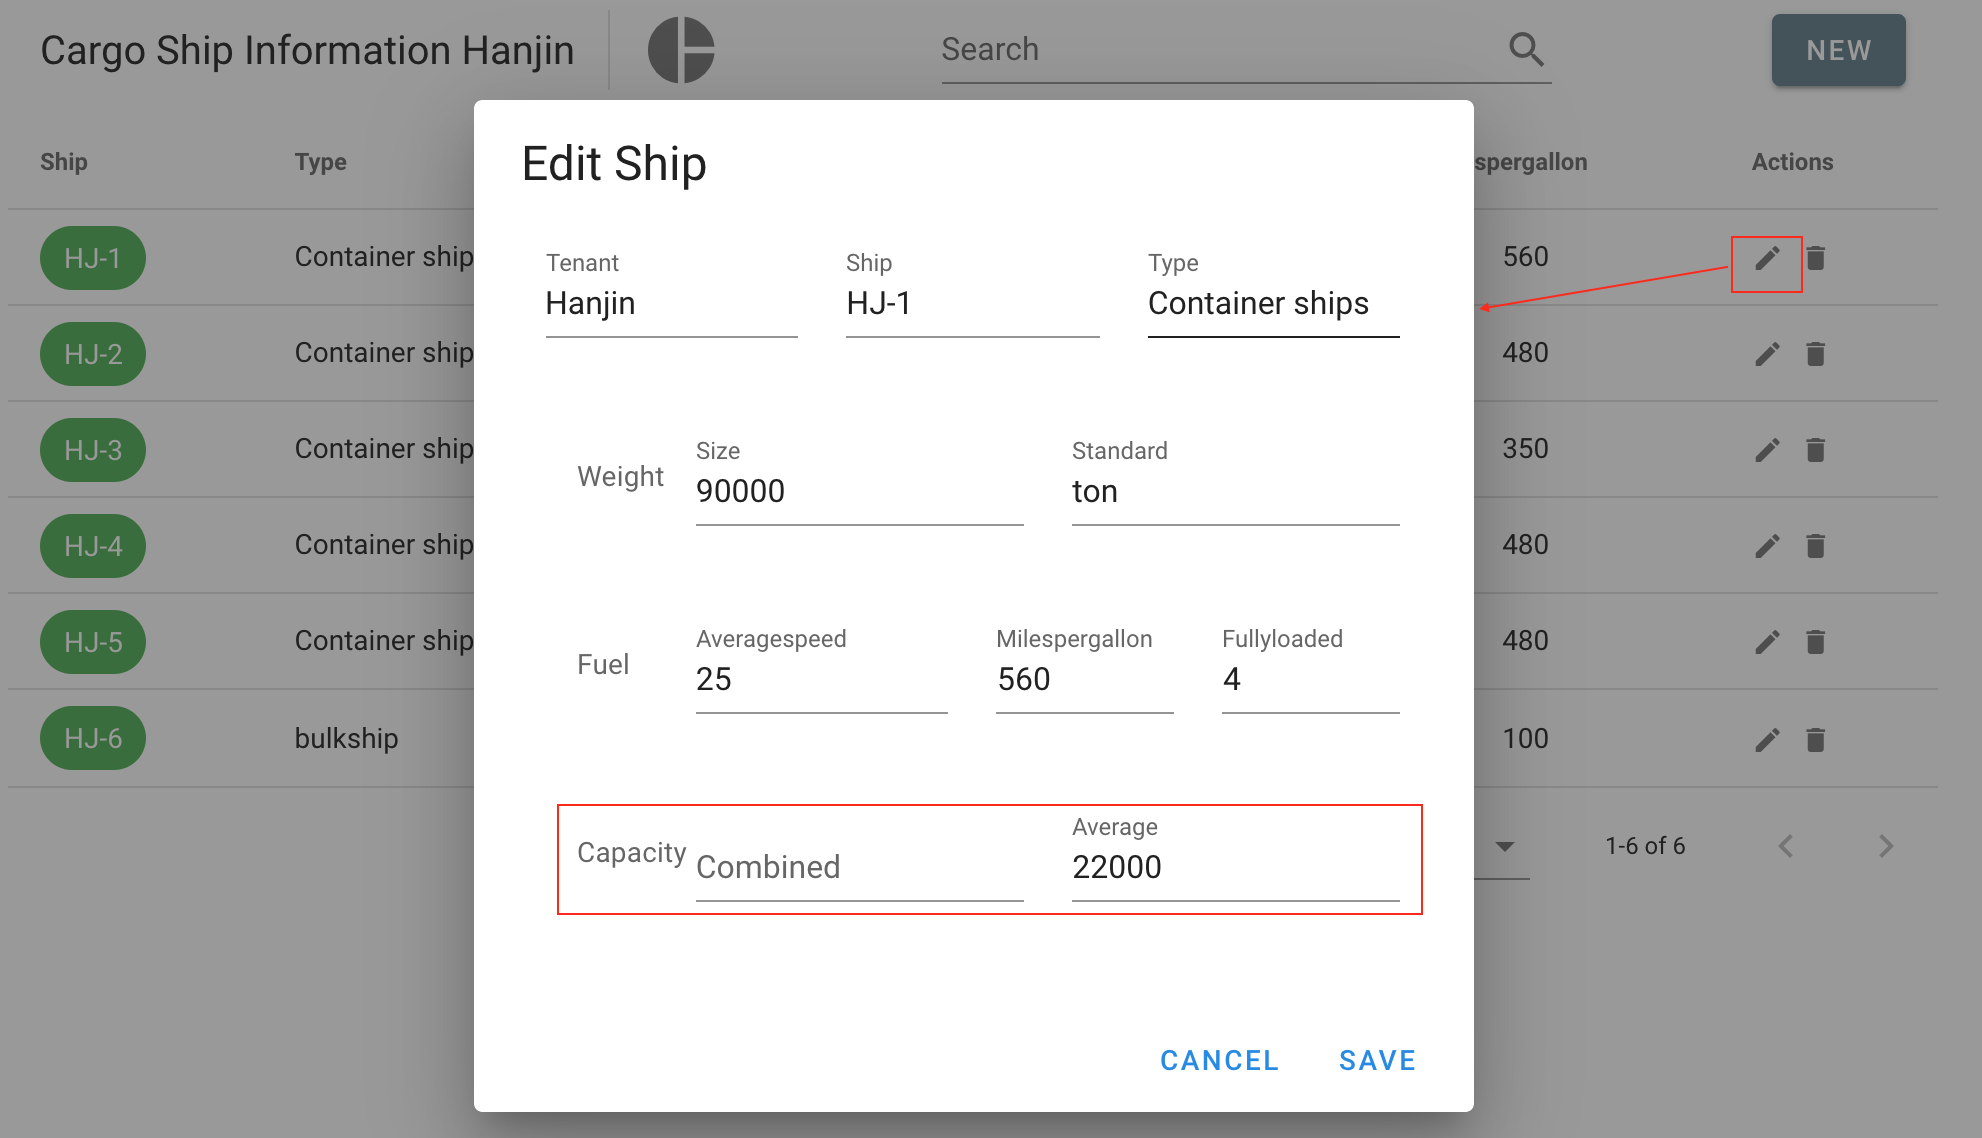 Cargo Ship Information Hanjin
Search
NEW
Ship Type spergallon Actions
HJ-1 Container ship 560
HJ-2 Container ship 480
HJ-3 Container ship 350
HJ-4 Container ship 480
HJ-5 Container ship 480
HJ-6 bulkship 100
1-6 of 6
Edit Ship
Tenant Ship Type
Hanjin HJ-1 Container ships
Weight
Size Standard
90000 ton
Fuel
Averagespeed Milespergallon Fullyloaded
25 560 4
Capacity
Combined
Average
22000
CANCEL SAVE